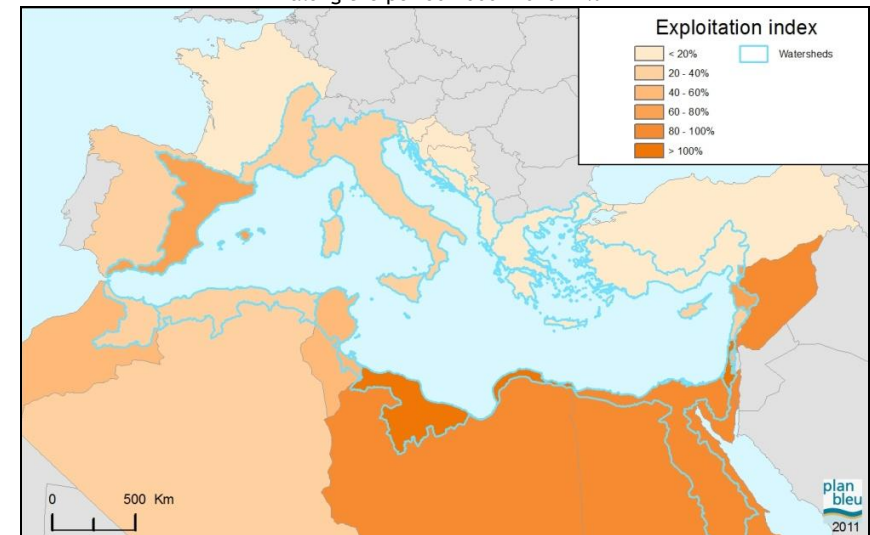 Exploitation index
< 20%
Watersheds
20 - 40%
40 - 60%
60 - 80%
80 - 100%
> 100%
0 500 Km
plan
bleu
2011